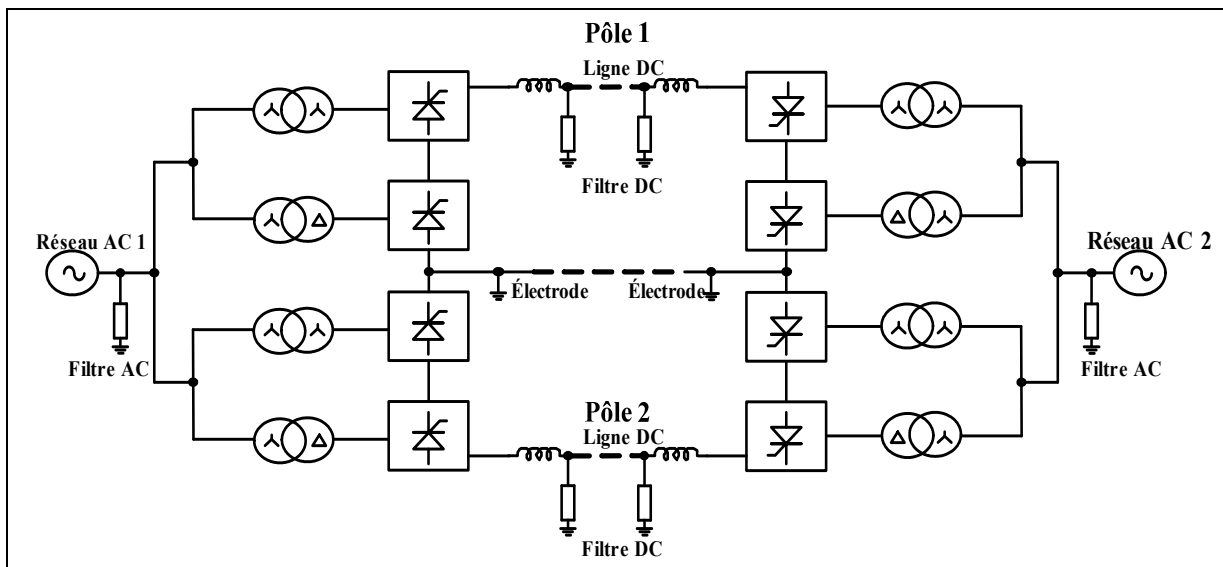 Pôle 1
Ligne DC
Filtre DC
Réseau AC 1
Réseau AC 2
Électrode
Électrode
Filtre AC
Filtre AC
Pôle 2
Ligne DC
Filtre DC